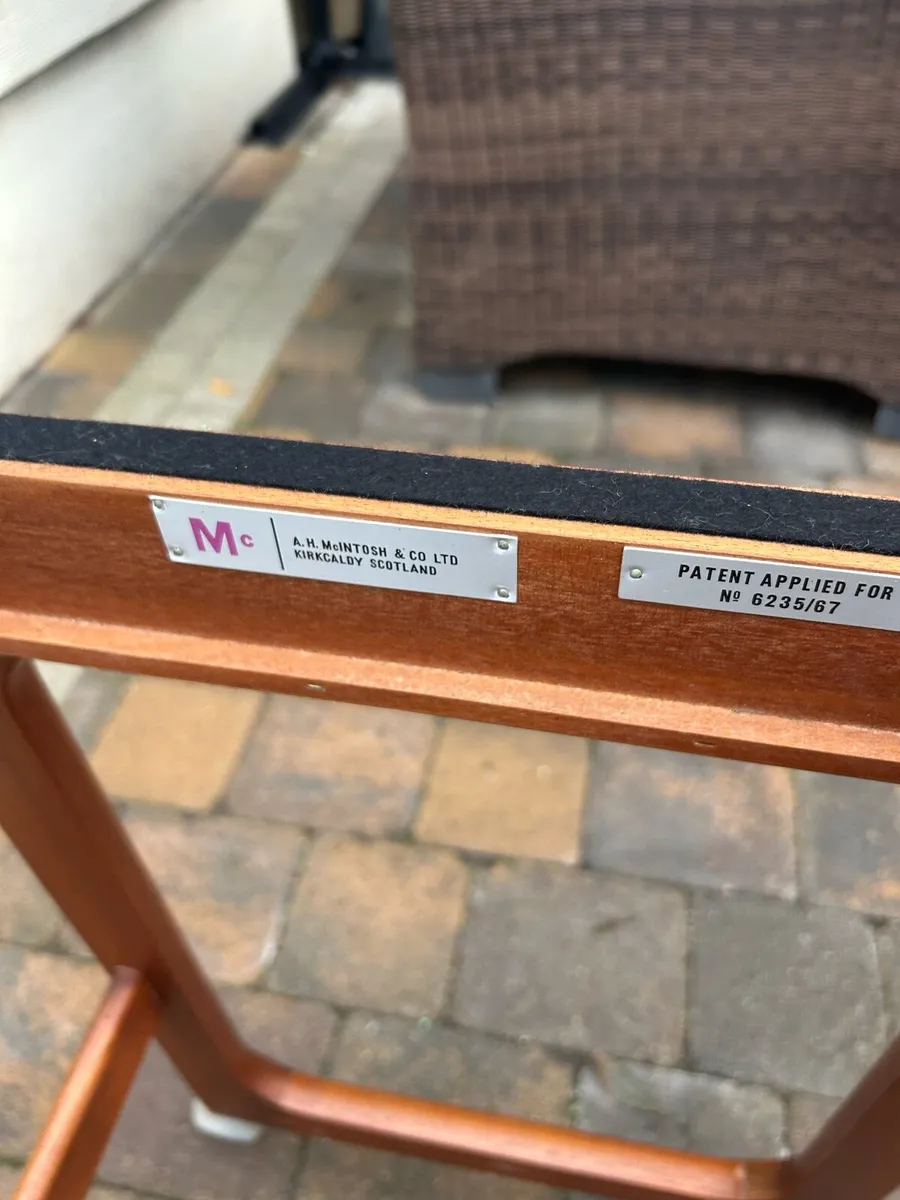 Mc
A.H. McINTOSH & CO LTD
KIRKCALDY SCOTLAND
PATENT APPLIED FOR
Nº 6235/67